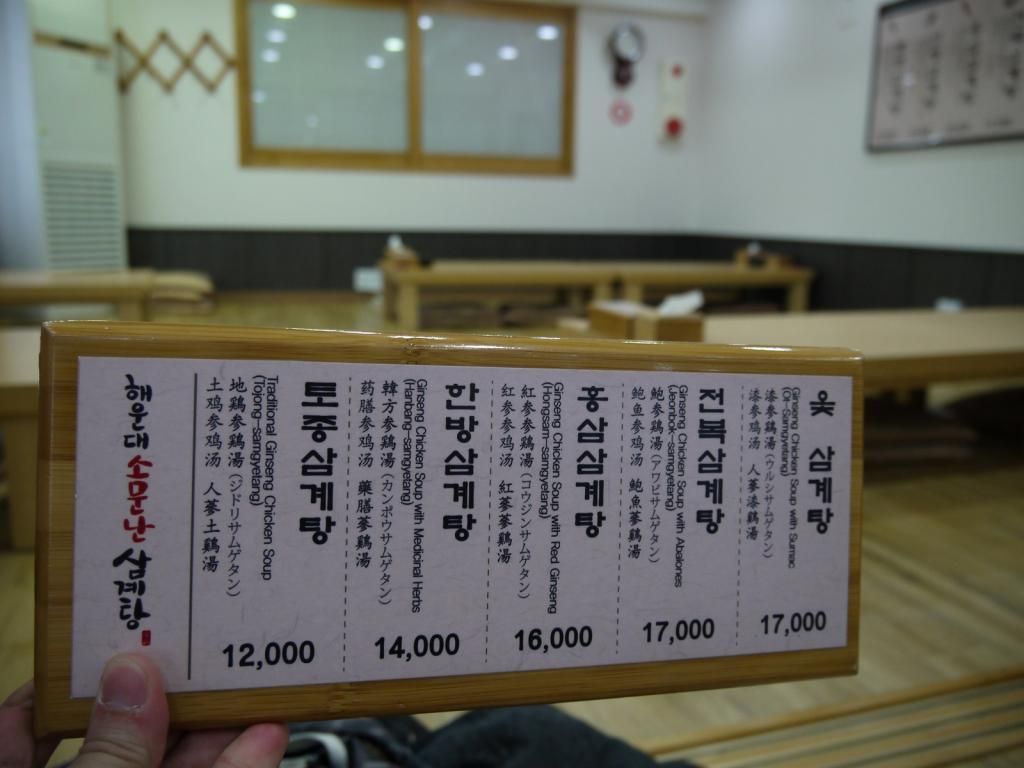 해운대 소문난 삼계탕
토종삼계탕
Traditional Ginseng Chicken Soup
(Tojong-samgyetang)
地鶏参鶏湯(ジドリサムゲタン)
土鸡参鸡汤 人蔘土鷄湯
12,000
한방삼계탕
Ginseng Chicken Soup with Medicinal Herbs
(Hanbang-samgyetang)
韓方参鶏湯(カンポウサムゲタン)
药膳参鸡汤 藥膳蔘鷄湯
14,000
홍삼삼계탕
Ginseng Chicken Soup with Red Ginseng
(Hongsam-samgyetang)
紅参参鶏湯(コウジンサムゲタン)
红参参鸡汤 紅蔘蔘鷄湯
16,000
전복삼계탕
Ginseng Chicken Soup with Abalones
(Jeonbok-samgyetang)
鮑参鶏湯(アワビサムゲタン)
鲍鱼参鸡汤 鮑魚蔘鷄湯
17,000
옻 삼계탕
Ginseng Chicken Soup with Sumac
(Ot-Samgyetang)
漆参鶏湯(ウルシサムゲタン)
漆参鸡汤 人蔘漆鷄湯
17,000